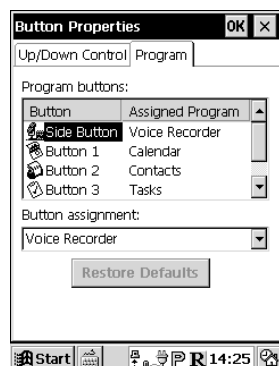 Button Properties OK ×
Up/Down Control Program
Program buttons:
Button Assigned Program
Side Button Voice Recorder
Button 1 Calendar
Button 2 Contacts
Button 3 Tasks
Button assignment:
Voice Recorder
Restore Defaults
Start P R 14:25